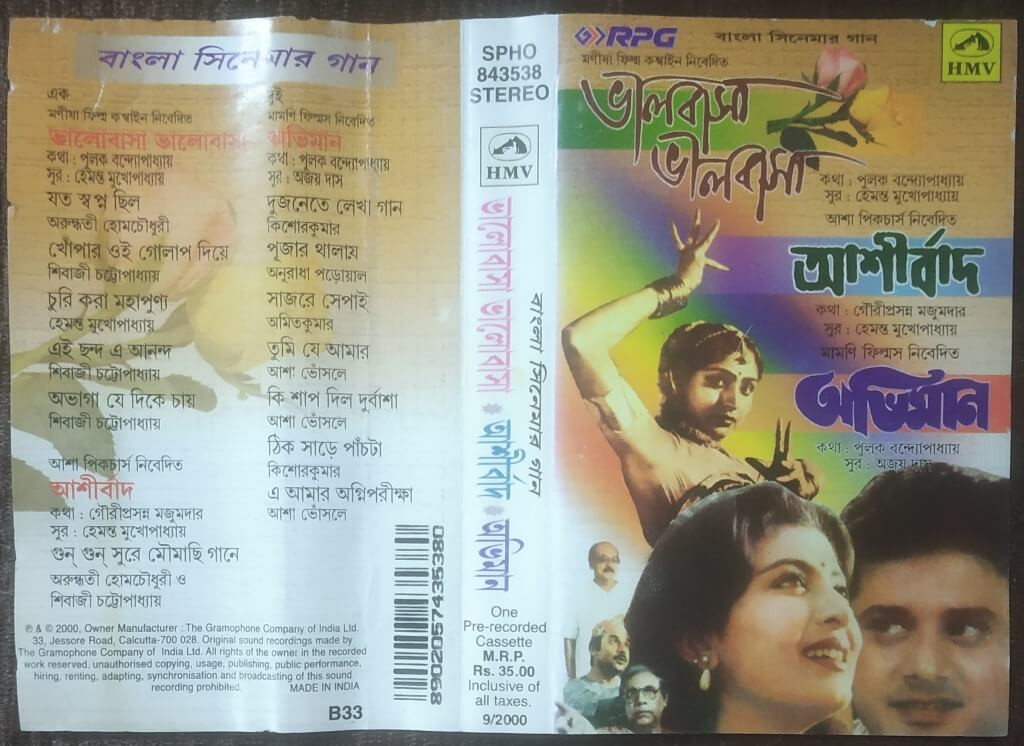 বাংলা সিনেমার গান
এক
মণীষা ফিল্ম কম্বাইন নিবেদিত
ভালোবাসা ভালোবাসা
কথা : পুলক বন্দ্যোপাধ্যায়
সুর : হেমন্ত মুখোপাধ্যায়
যত স্বপ্ন ছিল
অরুন্ধতী হোমচৌধুরী
খোঁপার ওই গোলাপ দিয়ে
শিবাজী চট্টোপাধ্যায়
চুরি করা মহাপুণ্য
হেমন্ত মুখোপাধ্যায়
এই ছন্দ এ আনন্দ
শিবাজী চট্টোপাধ্যায়
অভাগা যে দিকে চায়
শিবাজী চট্টোপাধ্যায়
আশা পিকচার্স নিবেদিত
আশীর্বাদ
কথা : গৌরীপ্রসন্ন মজুমদার
সুর : হেমন্ত মুখোপাধ্যায়
গুন্ গুন্ সুরে মৌমাছি গানে
অরুন্ধতী হোমচৌধুরী ও
শিবাজী চট্টোপাধ্যায়
দুই
মামণি ফিল্মস নিবেদিত
অভিমান
কথা : পুলক বন্দ্যোপাধ্যায়
সুর : অজয় দাস
দুজনেতে লেখা গান
কিশোরকুমার
পূজার থালায়
অনুরাধা পড়োয়াল
সাজরে সেপাই
অমিতকুমার
তুমি যে আমার
আশা ভোঁসলে
কি শাপ দিল দুর্বাশা
আশা ভোঁসলে
ঠিক সাড়ে পাঁচটা
কিশোরকুমার
এ আমার অগ্নিপরীক্ষা
আশা ভোঁসলে
℗ & © 2000, Owner Manufacturer : The Gramophone Company of India Ltd.
33, Jessore Road, Calcutta-700 028. Original sound recordings made by
The Gramophone Company of India Ltd. All rights of the owner in the recorded
work reserved. unauthorised copying, usage, publishing, public performance,
hiring, renting, adapting, synchronisation and broadcasting of this sound
recording prohibited. MADE IN INDIA
B33
8902057435380
SPHO
843538
STEREO
HMV
বাংলা সিনেমার গান
ভালোবাসা ভালোবাসা * আশীর্বাদ * অভিমান
One
Pre-recorded
Cassette
M.R.P.
Rs. 35.00
Inclusive of
all taxes.
9/2000
RPG বাংলা সিনেমার গান
HMV
মণীষা ফিল্ম কম্বাইন নিবেদিত
ভালবাসা
ভালবাসা
কথা : পুলক বন্দ্যোপাধ্যায়
সুর : হেমন্ত মুখোপাধ্যায়
আশা পিকচার্স নিবেদিত
আশীর্বাদ
কথা : গৌরীপ্রসন্ন মজুমদার
সুর : হেমন্ত মুখোপাধ্যায়
মামণি ফিল্মস নিবেদিত
অভিমান
কথা : পুলক বন্দ্যোপাধ্যায়
সুর : অজয় দাস